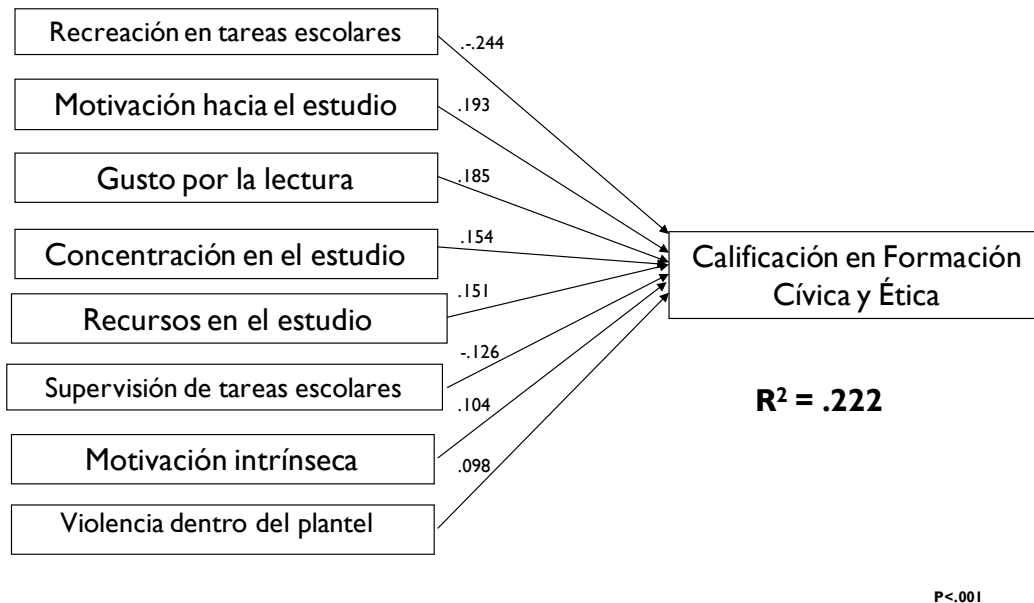 Recreación en tareas escolares
.-.244
Motivación hacia el estudio
.193
Gusto por la lectura
.185
Concentración en el estudio
.154
Recursos en el estudio
.151
Supervisión de tareas escolares
-.126
Motivación intrínseca
.104
Violencia dentro del plantel
.098
Calificación en Formación
Cívica y Ética
R² = .222
P<.001